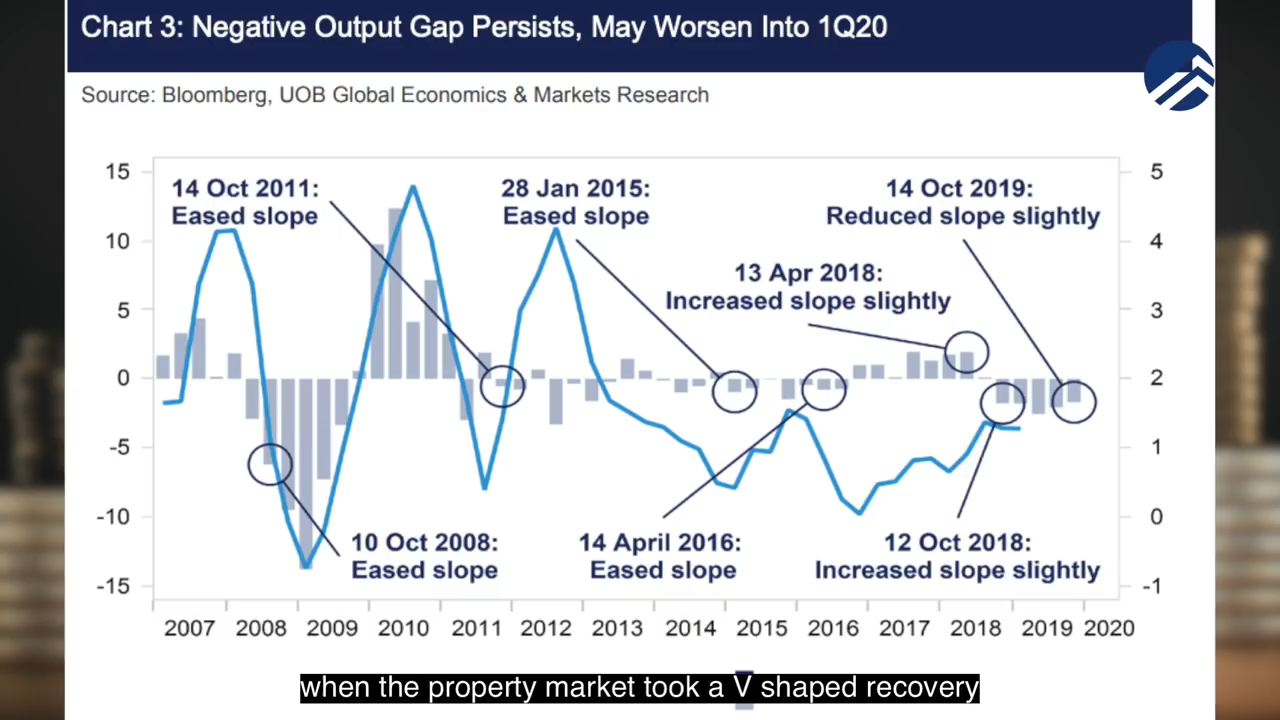 Chart 3: Negative Output Gap Persists, May Worsen Into 1Q20
Source: Bloomberg, UOB Global Economics & Markets Research
15
10
5
0
-5
-10
-15
5
4
3
2
1
0
-1
14 Oct 2011:
Eased slope
28 Jan 2015:
Eased slope
14 Oct 2019:
Reduced slope slightly
13 Apr 2018:
Increased slope slightly
10 Oct 2008:
Eased slope
14 April 2016:
Eased slope
12 Oct 2018:
Increased slope slightly
2007 2008 2009 2010 2011 2012 2013 2014 2015 2016 2017 2018 2019 2020
when the property market took a V shaped recovery